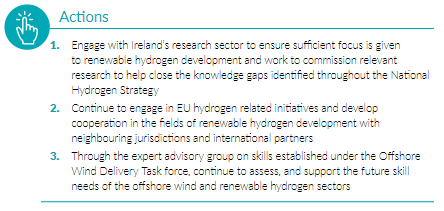 Actions
1. Engage with Ireland's research sector to ensure sufficient focus is given
to renewable hydrogen development and work to commission relevant
research to help close the knowledge gaps identified throughout the National
Hydrogen Strategy
2. Continue to engage in EU hydrogen related initiatives and develop
cooperation in the fields of renewable hydrogen development with
neighbouring jurisdictions and international partners
3. Through the expert advisory group on skills established under the Offshore
Wind Delivery Task force, continue to assess, and support the future skill
needs of the offshore wind and renewable hydrogen sectors